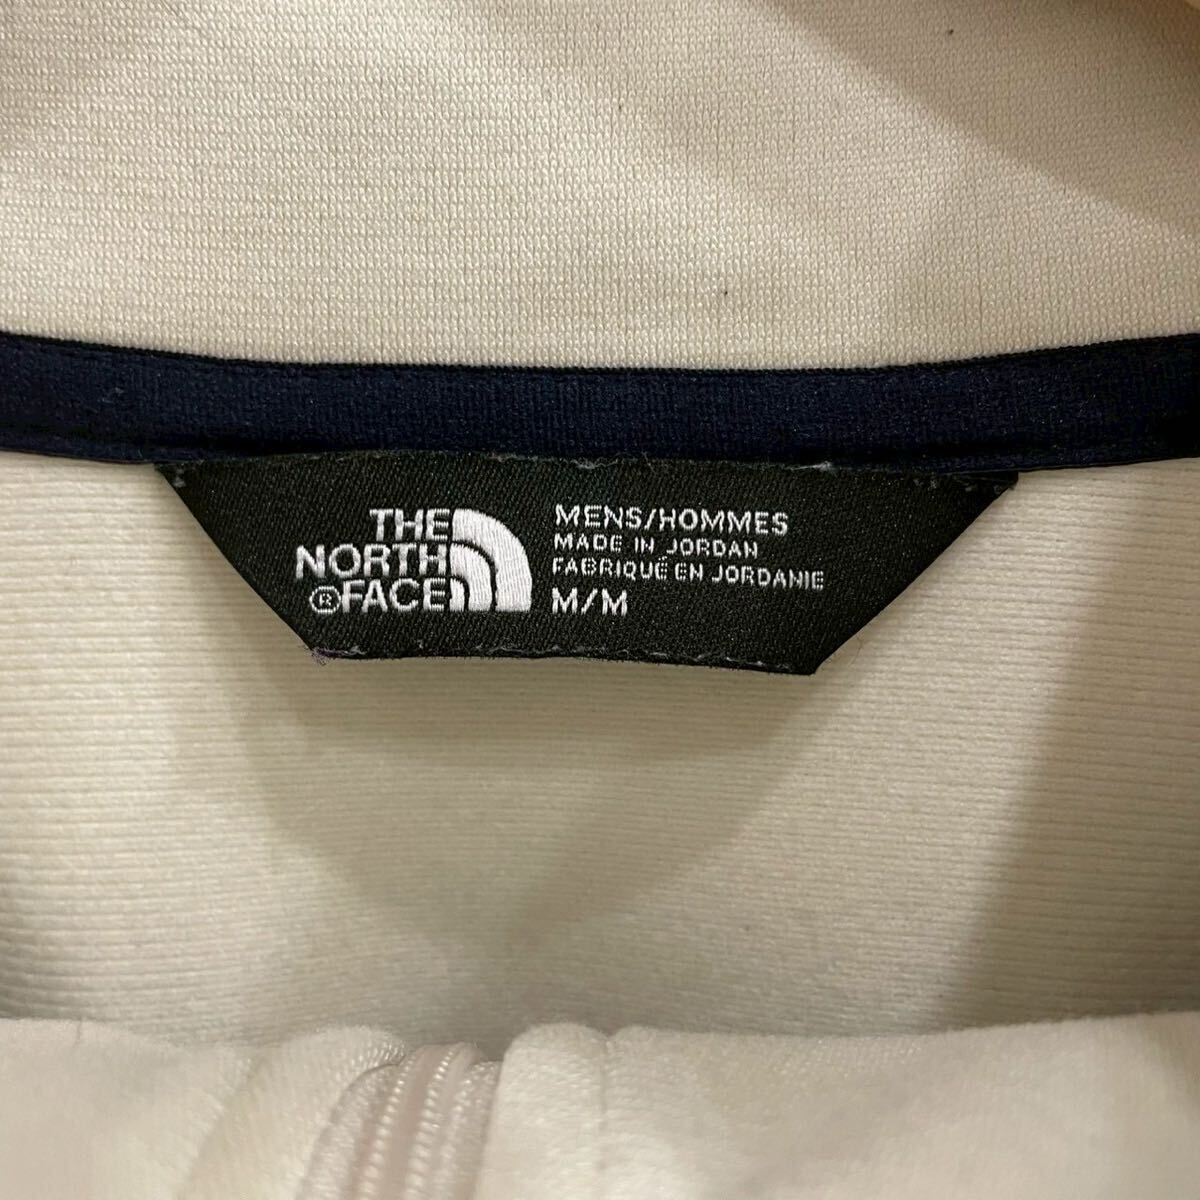 THE
NORTH
®FACE
MENS/HOMMES
MADE IN JORDAN
FABRIQUÉ EN JORDANIE
M/M